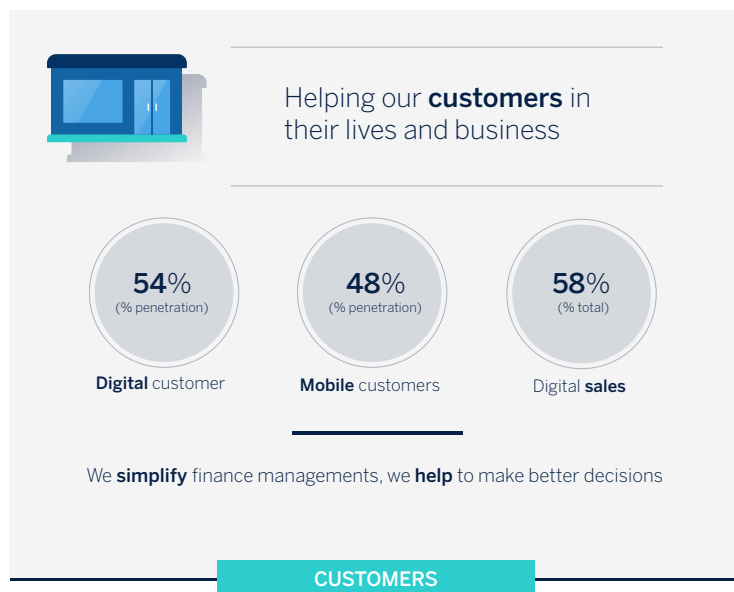 Helping our customers in
their lives and business
54%
(% penetration)
Digital customer
48%
(% penetration)
Mobile customers
58%
(% total)
Digital sales
We simplify finance managements, we help to make better decisions
CUSTOMERS